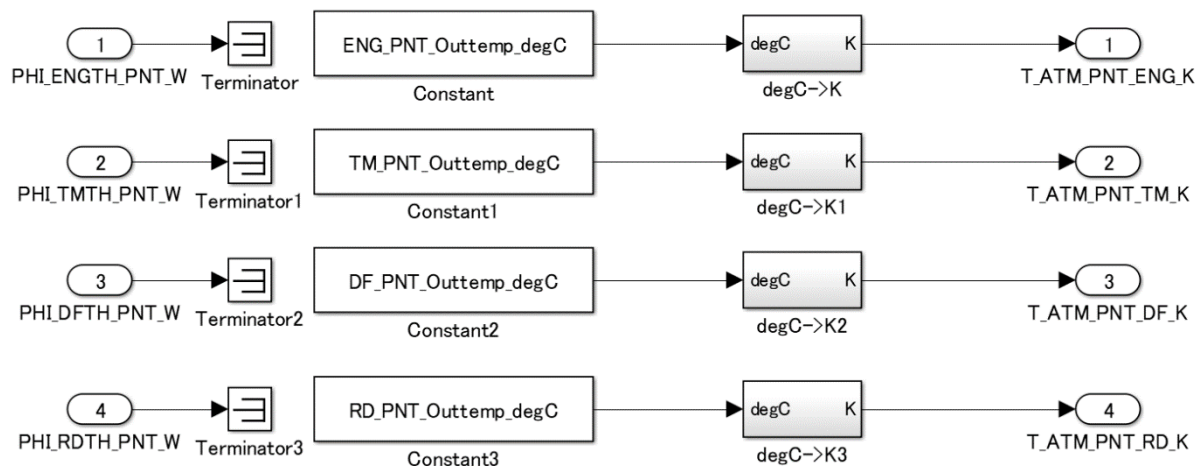 1
PHI_ENGTH_PNT_W
Terminator
ENG_PNT_Outtemp_degC
Constant
degC K
degC->K
1
T_ATM_PNT_ENG_K
2
PHI_TMTH_PNT_W
Terminator1
TM_PNT_Outtemp_degC
Constant1
degC K
degC->K1
2
T_ATM_PNT_TM_K
3
PHI_DFTH_PNT_W
Terminator2
DF_PNT_Outtemp_degC
Constant2
degC K
degC->K2
3
T_ATM_PNT_DF_K
4
PHI_RDTH_PNT_W
Terminator3
RD_PNT_Outtemp_degC
Constant3
degC K
degC->K3
4
T_ATM_PNT_RD_K